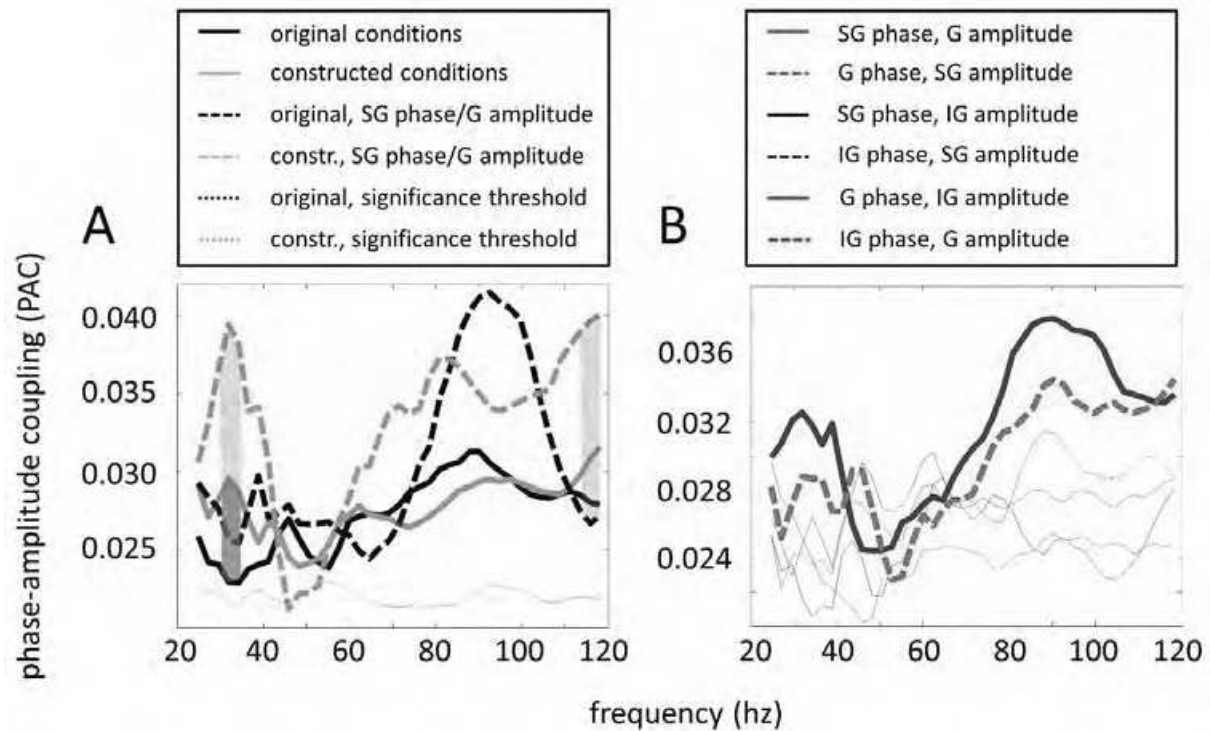 original conditions
constructed conditions
original, SG phase/G amplitude
constr., SG phase/G amplitude
original, significance threshold
constr., significance threshold
A
SG phase, G amplitude
G phase, SG amplitude
SG phase, IG amplitude
IG phase, SG amplitude
G phase, IG amplitude
IG phase, G amplitude
B
phase-amplitude coupling (PAC)
0.040
0.035
0.030
0.025
20 40 60 80 100 120
0.036
0.032
0.028
0.024
20 40 60 80 100 120
frequency (hz)